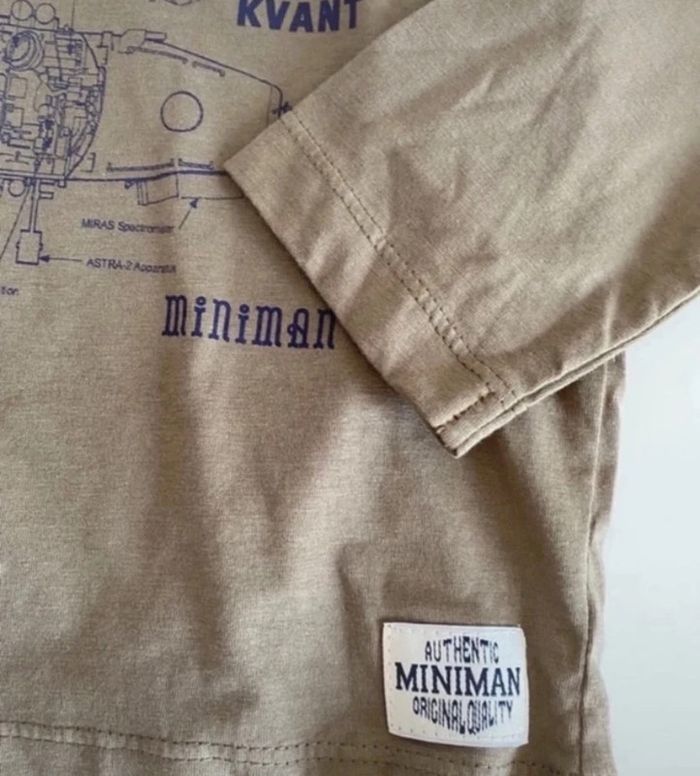 KVANT
MIRAS Spectrometer
ASTRA-2 Apparatus
miniman
AUTHENTIC
MINIMAN
ORIGINAL QUALITY